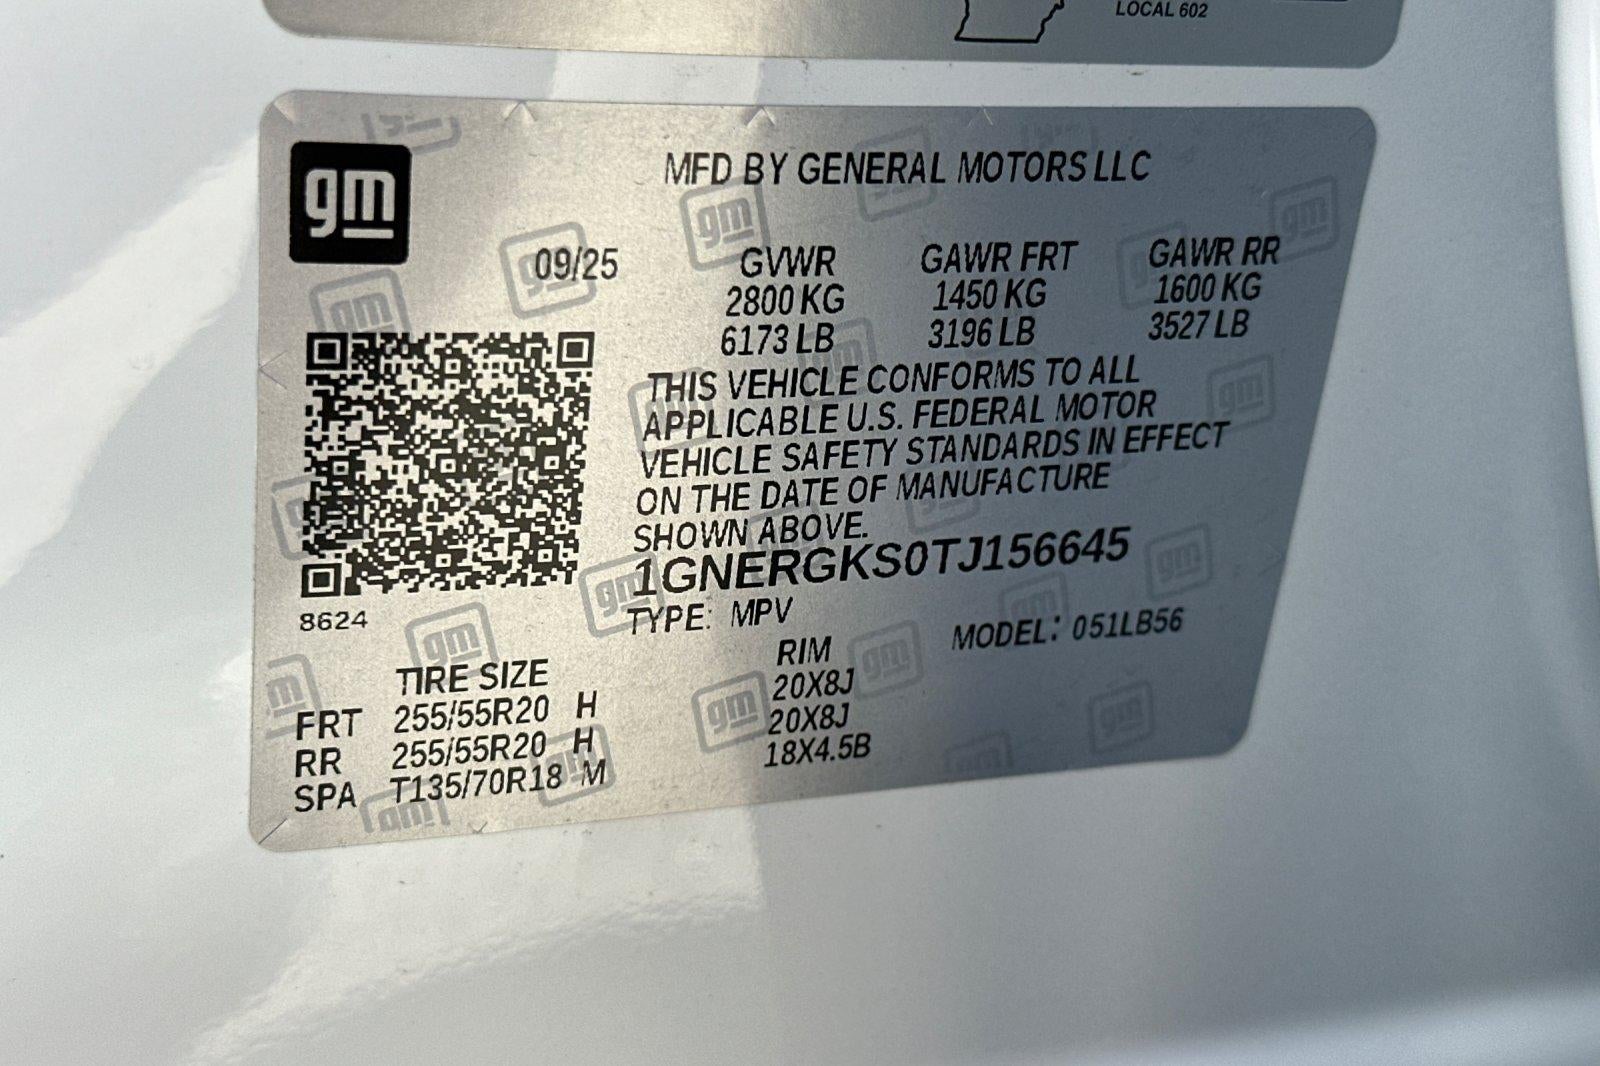 LOCAL 602
gm
MFD BY GENERAL MOTORS LLC
09/25 GVWR GAWR FRT GAWR RR
2800 KG 1450 KG 1600 KG
6173 LB 3196 LB 3527 LB
THIS VEHICLE CONFORMS TO ALL
APPLICABLE U.S. FEDERAL MOTOR
VEHICLE SAFETY STANDARDS IN EFFECT
ON THE DATE OF MANUFACTURE
SHOWN ABOVE.
1GNERGKS0TJ156645
8624
TYPE: MPV MODEL: 051LB56
TIRE SIZE RIM
FRT 255/55R20 H 20X8J
RR 255/55R20 H 20X8J
SPA T135/70R18 M 18X4.5B